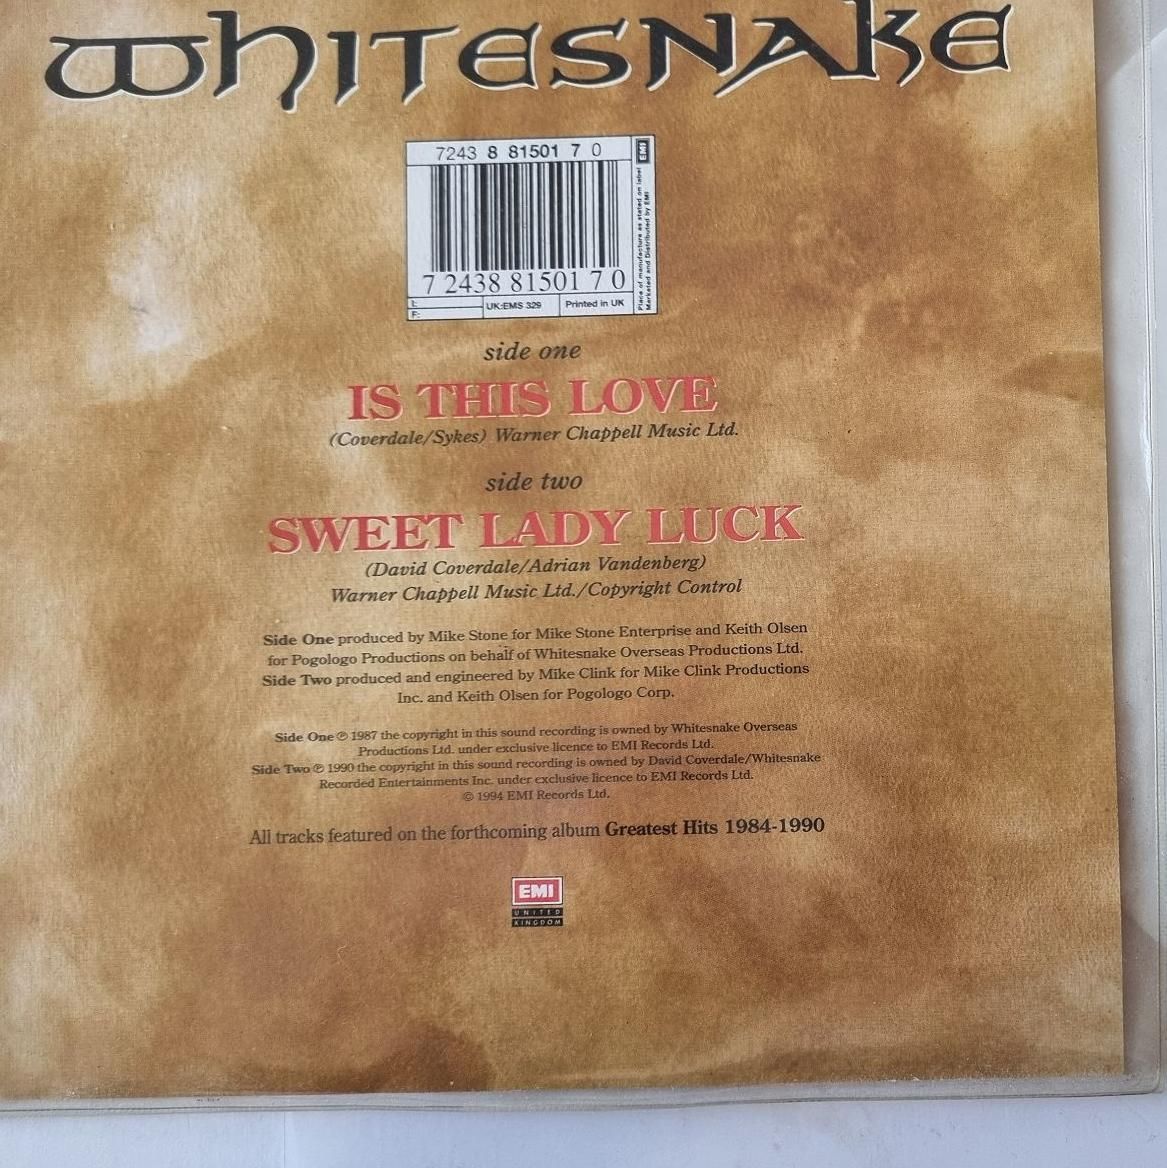 WHITESNAKE
7243 8 81501 7 0
EMI
Place of manufacture as stated on label
Marketed and Distributed by EMI
7 24388 81501 7 0
I:
F:
UK:EMS 329
Printed in UK
side one
IS THIS LOVE
(Coverdale/Sykes) Warner Chappell Music Ltd.
side two
SWEET LADY LUCK
(David Coverdale/Adrian Vandenberg)
Warner Chappell Music Ltd./Copyright Control
Side One produced by Mike Stone for Mike Stone Enterprise and Keith Olsen
for Pogologo Productions on behalf of Whitesnake Overseas Productions Ltd.
Side Two produced and engineered by Mike Clink for Mike Clink Productions
Inc. and Keith Olsen for Pogologo Corp.
Side One ℗ 1987 the copyright in this sound recording is owned by Whitesnake Overseas
Productions Ltd. under exclusive licence to EMI Records Ltd.
Side Two ℗ 1990 the copyright in this sound recording is owned by David Coverdale/Whitesnake
Recorded Entertainments Inc. under exclusive licence to EMI Records Ltd.
© 1994 EMI Records Ltd.
All tracks featured on the forthcoming album Greatest Hits 1984-1990
EMI
UNITED
KINGDOM